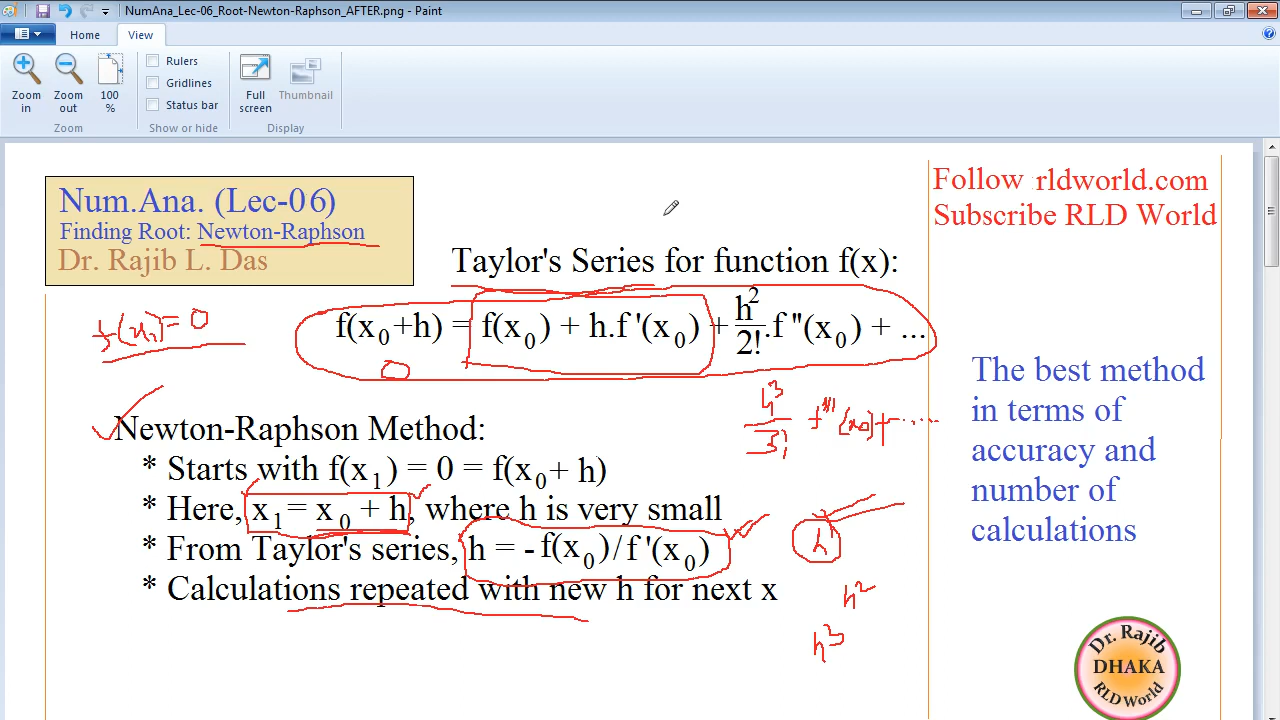 NumAna_Lec-06_Root-Newton-Raphson_AFTER.png - Paint
Home View
Zoom in
Zoom out
100 %
Rulers
Gridlines
Status bar
Full screen
Thumbnail
Zoom
Show or hide
Display
Num.Ana. (Lec-06)
Finding Root: Newton-Raphson
Dr. Rajib L. Das
Follow rldworld.com
Subscribe RLD World
Taylor's Series for function f(x):
f(x₁) = 0
f(x₀+h) = f(x₀) + h.f '(x₀) + h²/2!.f ''(x₀) + ...
0
h³/3! f'''(x₀) + ......
Newton-Raphson Method:
* Starts with f(x₁) = 0 = f(x₀+ h)
* Here, x₁= x₀ + h, where h is very small
* From Taylor's series, h = - f(x₀)/f '(x₀)
* Calculations repeated with new h for next x
h
h²
h³
The best method
in terms of
accuracy and
number of
calculations
Dr. Rajib
DHAKA
RLD World